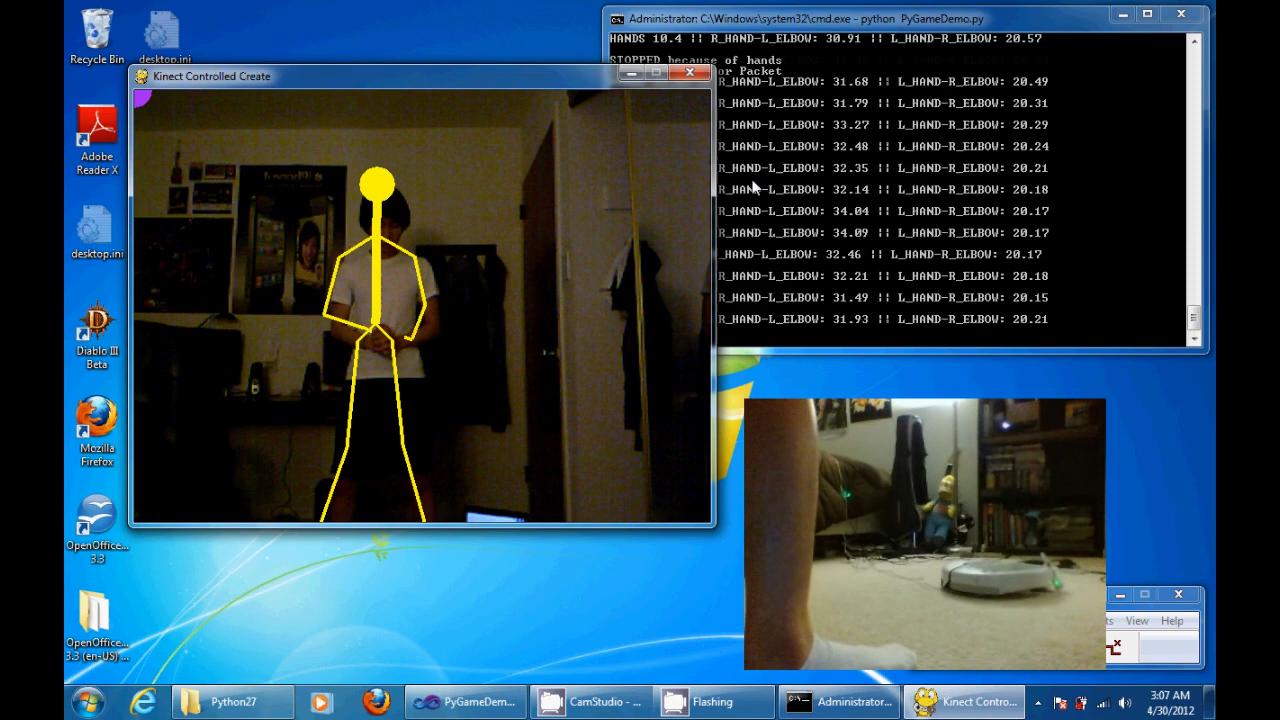 Recycle Bin
desktop.ini
Adobe
Reader X
desktop.ini
Diablo III
Beta
Mozilla
Firefox
OpenOffice...
3.3
OpenOffice...
3.3 (en-US) ...
Administrator: C:\Windows\system32\cmd.exe - python PyGameDemo.py
HANDS 10.4 || R_HAND-L_ELBOW: 30.91 || L_HAND-R_ELBOW: 20.57
STOPPED because of hands
or Packet
R_HAND-L_ELBOW: 31.68 || L_HAND-R_ELBOW: 20.49
R_HAND-L_ELBOW: 31.79 || L_HAND-R_ELBOW: 20.31
R_HAND-L_ELBOW: 33.27 || L_HAND-R_ELBOW: 20.29
R_HAND-L_ELBOW: 32.48 || L_HAND-R_ELBOW: 20.24
R_HAND-L_ELBOW: 32.35 || L_HAND-R_ELBOW: 20.21
R_HAND-L_ELBOW: 32.14 || L_HAND-R_ELBOW: 20.18
R_HAND-L_ELBOW: 34.04 || L_HAND-R_ELBOW: 20.17
R_HAND-L_ELBOW: 34.09 || L_HAND-R_ELBOW: 20.17
_HAND-L_ELBOW: 32.46 || L_HAND-R_ELBOW: 20.17
R_HAND-L_ELBOW: 32.21 || L_HAND-R_ELBOW: 20.18
R_HAND-L_ELBOW: 31.49 || L_HAND-R_ELBOW: 20.15
R_HAND-L_ELBOW: 31.93 || L_HAND-R_ELBOW: 20.21
Kinect Controlled Create
ts View Help
Python27
PyGameDem...
CamStudio - ...
Flashing
Administrator...
Kinect Contro...
3:07 AM
4/30/2012